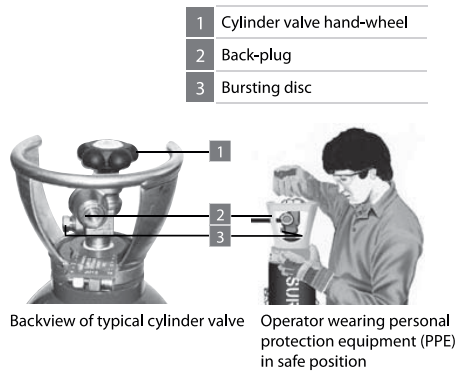 1 Cylinder valve hand-wheel
2 Back-plug
3 Bursting disc
1
2
3
SUR
Backview of typical cylinder valve
Operator wearing personal
protection equipment (PPE)
in safe position